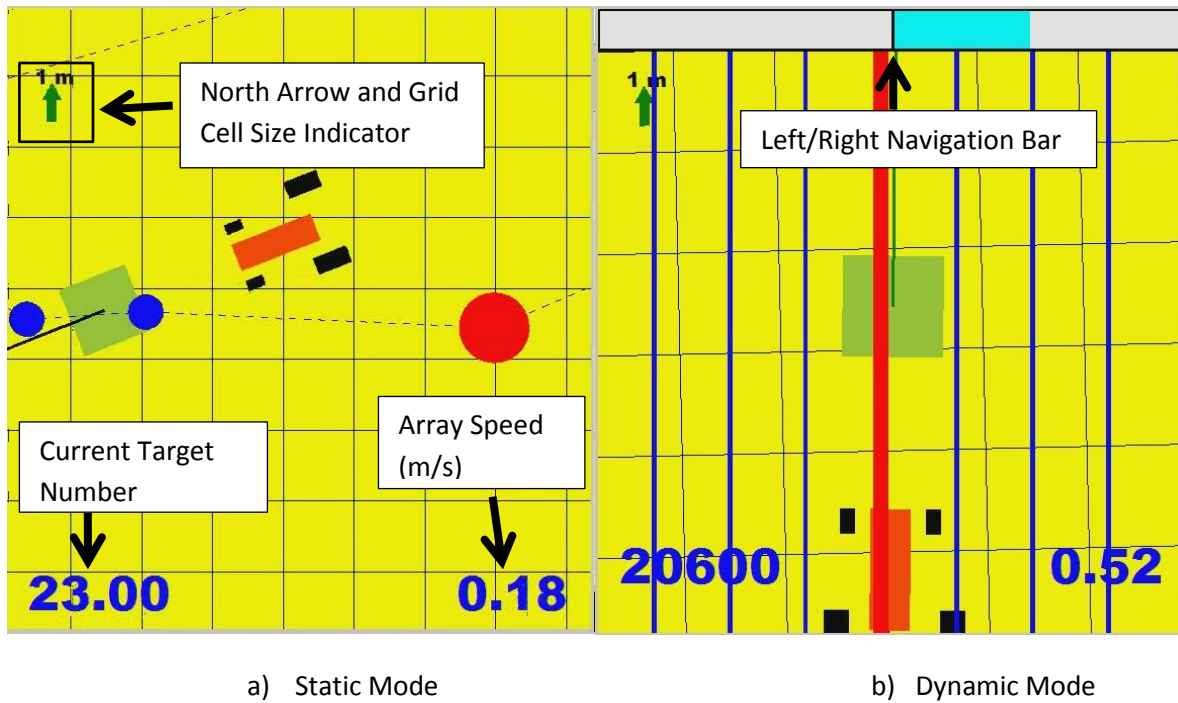 1 m
North Arrow and Grid
Cell Size Indicator
Current Target
Number
Array Speed
(m/s)
23.00
0.18
1 m
Left/Right Navigation Bar
20600
0.52
a) Static Mode
b) Dynamic Mode